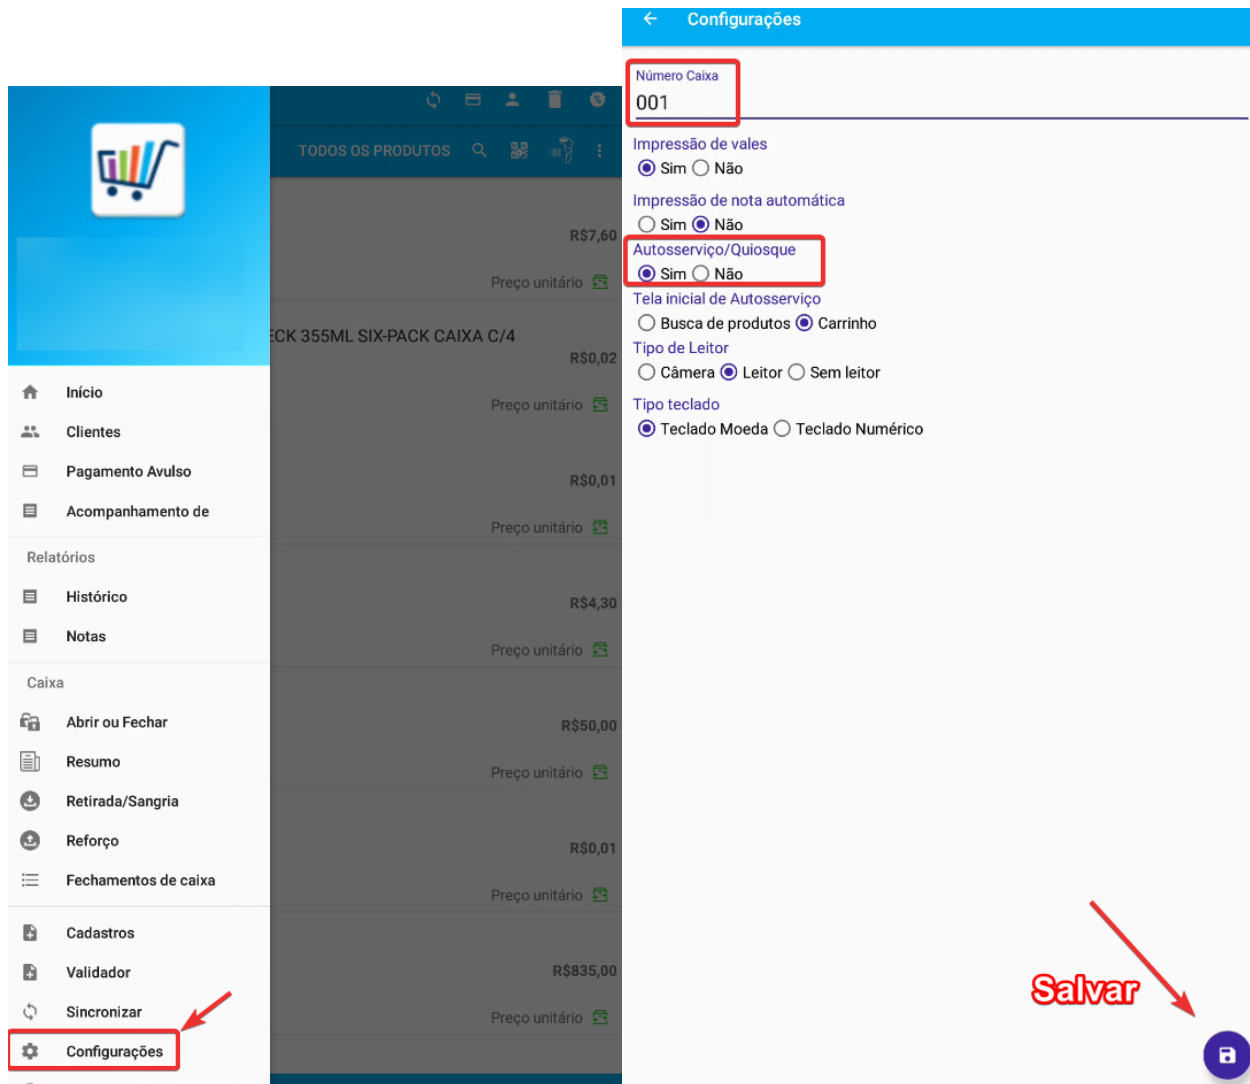 TODOS OS PRODUTOS
R$7,60
Preço unitário
ECK 355ML SIX-PACK CAIXA C/4
R$0,02
Preço unitário
R$0,01
Preço unitário
R$4,30
Preço unitário
R$50,00
Preço unitário
R$0,01
Preço unitário
R$835,00
Preço unitário
Início
Clientes
Pagamento Avulso
Acompanhamento de
Relatórios
Histórico
Notas
Caixa
Abrir ou Fechar
Resumo
Retirada/Sangria
Reforço
Fechamentos de caixa
Cadastros
Validador
Sincronizar
Configurações
Configurações
Número Caixa
001
Impressão de vales
Sim Não
Impressão de nota automática
Sim Não
Autosserviço/Quiosque
Sim Não
Tela inicial de Autosserviço
Busca de produtos Carrinho
Tipo de Leitor
Câmera Leitor Sem leitor
Tipo teclado
Teclado Moeda Teclado Numérico
Salvar